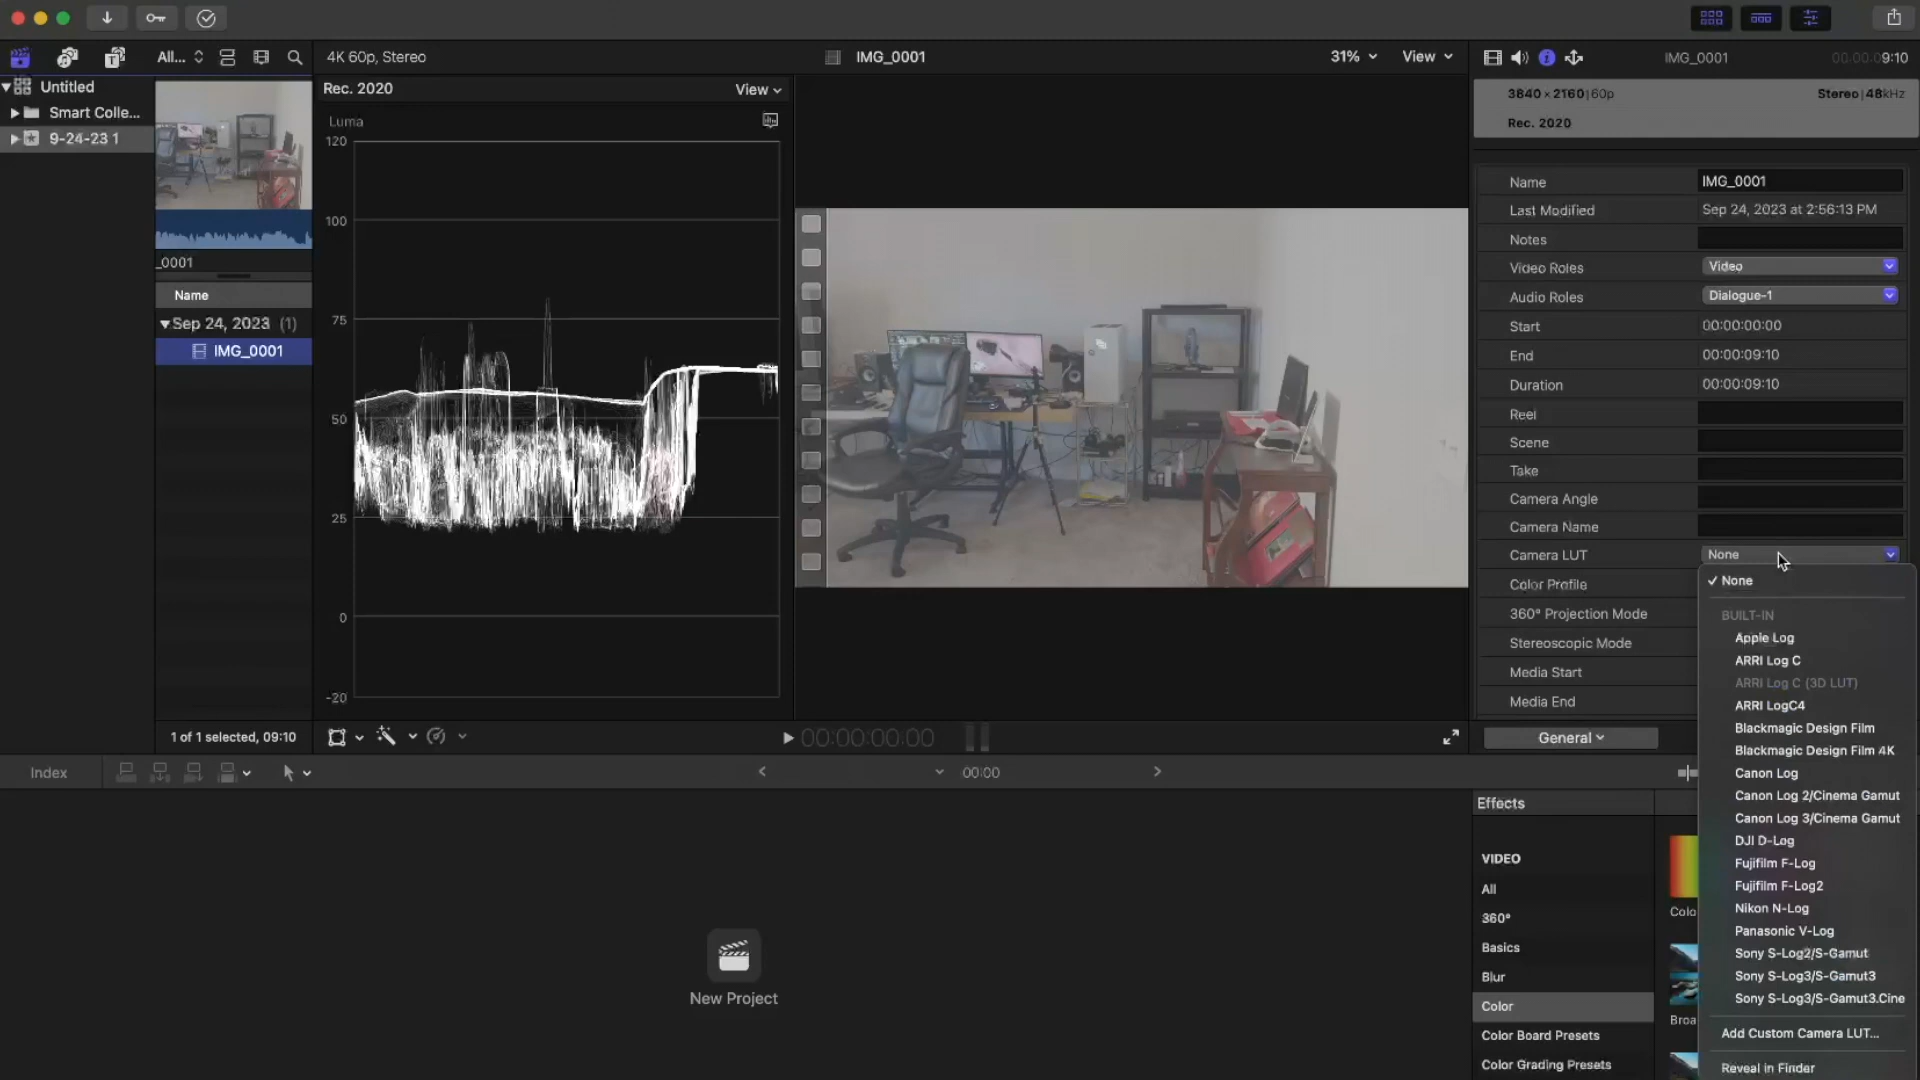 All...
4K 60p, Stereo
IMG_0001
31%
View
IMG_0001
00:00:09:10
Untitled
Smart Colle...
9-24-23 1
_0001
Name
Sep 24, 2023 (1)
IMG_0001
1 of 1 selected, 09:10
Rec. 2020
View
Luma
120
100
75
50
25
0
-20
00:00:00:00
3840 × 2160 | 60p
Stereo | 48kHz
Rec. 2020
Name
IMG_0001
Last Modified
Sep 24, 2023 at 2:56:13 PM
Notes
Video Roles
Video
Audio Roles
Dialogue-1
Start
00:00:00:00
End
00:00:09:10
Duration
00:00:09:10
Reel
Scene
Take
Camera Angle
Camera Name
Camera LUT
None
Color Profile
360° Projection Mode
Stereoscopic Mode
Media Start
Media End
General
✓ None
BUILT-IN
Apple Log
ARRI Log C
ARRI Log C (3D LUT)
ARRI LogC4
Blackmagic Design Film
Blackmagic Design Film 4K
Canon Log
Canon Log 2/Cinema Gamut
Canon Log 3/Cinema Gamut
DJI D-Log
Fujifilm F-Log
Fujifilm F-Log2
Nikon N-Log
Panasonic V-Log
Sony S-Log2/S-Gamut
Sony S-Log3/S-Gamut3
Sony S-Log3/S-Gamut3.Cine
Add Custom Camera LUT...
Reveal in Finder
Index
00:00
New Project
Effects
VIDEO
All
360°
Basics
Blur
Color
Color Board Presets
Color Grading Presets
Colo
Broa